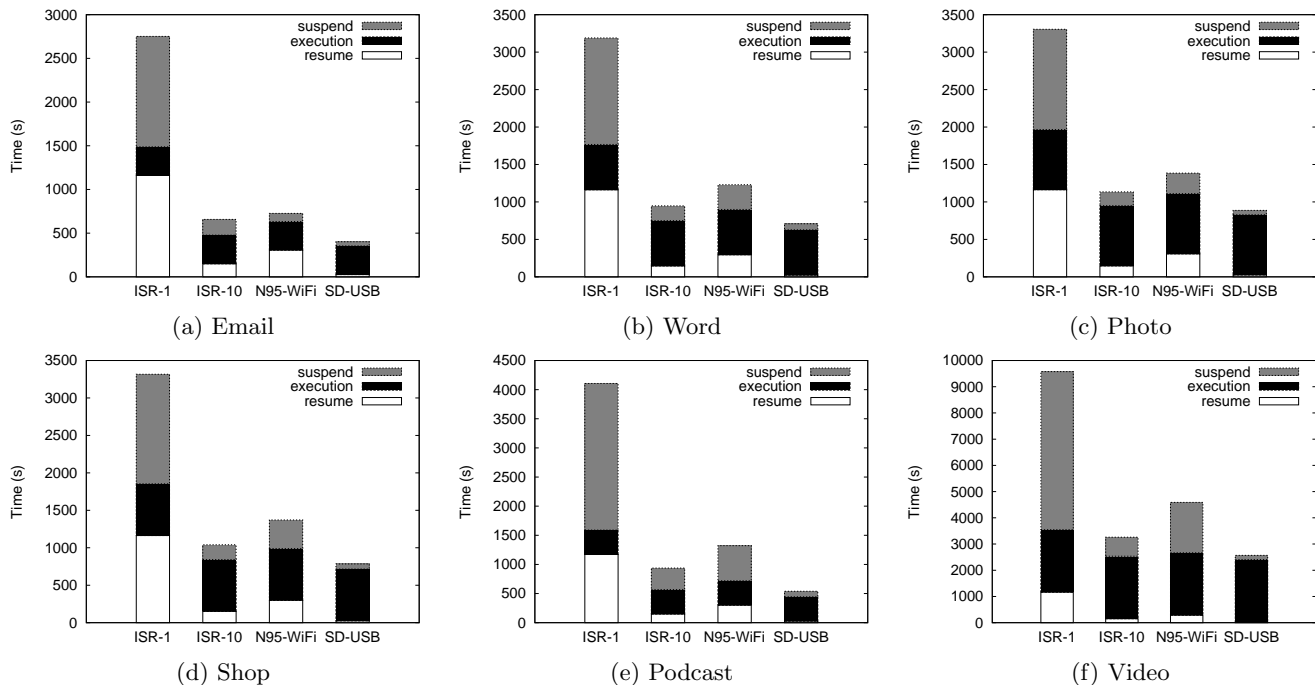 3000
2500
2000
1500
1000
500
0
Time (s)
suspend
execution
resume
ISR-1 ISR-10 N95-WiFi SD-USB
(a) Email
3500
3000
2500
2000
1500
1000
500
0
Time (s)
suspend
execution
resume
ISR-1 ISR-10 N95-WiFi SD-USB
(b) Word
3500
3000
2500
2000
1500
1000
500
0
Time (s)
suspend
execution
resume
ISR-1 ISR-10 N95-WiFi SD-USB
(c) Photo
3500
3000
2500
2000
1500
1000
500
0
Time (s)
suspend
execution
resume
ISR-1 ISR-10 N95-WiFi SD-USB
(d) Shop
4500
4000
3500
3000
2500
2000
1500
1000
500
0
Time (s)
suspend
execution
resume
ISR-1 ISR-10 N95-WiFi SD-USB
(e) Podcast
10000
9000
8000
7000
6000
5000
4000
3000
2000
1000
0
Time (s)
suspend
execution
resume
ISR-1 ISR-10 N95-WiFi SD-USB
(f) Video